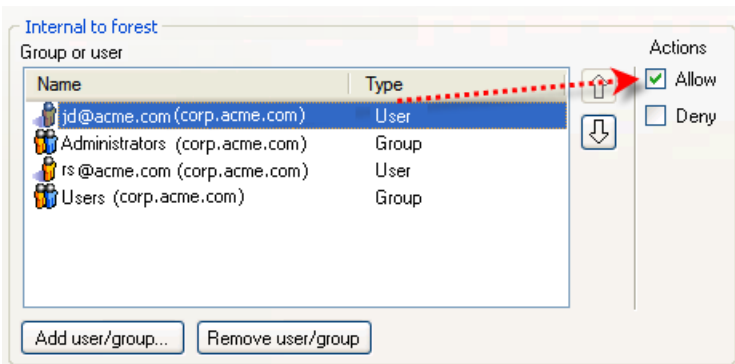 Internal to forest
Group or user
Actions
Name Type
Allow
jd@acme.com (corp.acme.com) User
Deny
Administrators (corp.acme.com) Group
rs@acme.com (corp.acme.com) User
Users (corp.acme.com) Group
Add user/group... Remove user/group